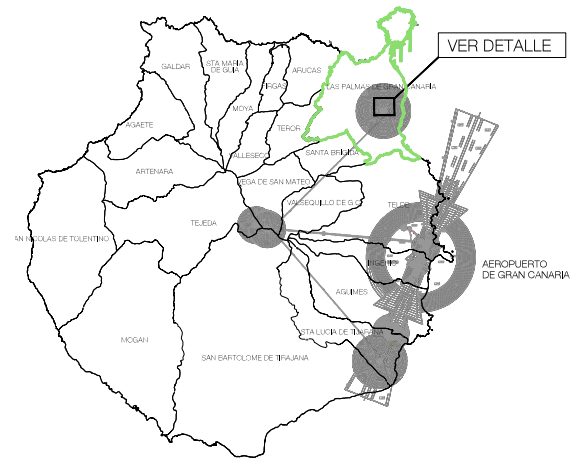 VER DETALLE
GALDAR
STA MARIA
DE GUIA
ARUCAS
FIRGAS
LAS PALMAS DE GRAN CANARIA
MOYA
AGAETE
TEROR
VALLESECO
SANTA BRIGIDA
ARTENARA
VEGA DE SAN MATEO
VALSEQUILLO DE G.C.
TELDE
TEJEDA
SAN NICOLAS DE TOLENTINO
INGENIO
AEROPUERTO
DE GRAN CANARIA
AGUIMES
STA LUCIA DE TIRAJANA
MOGAN
SAN BARTOLOME DE TIRAJANA